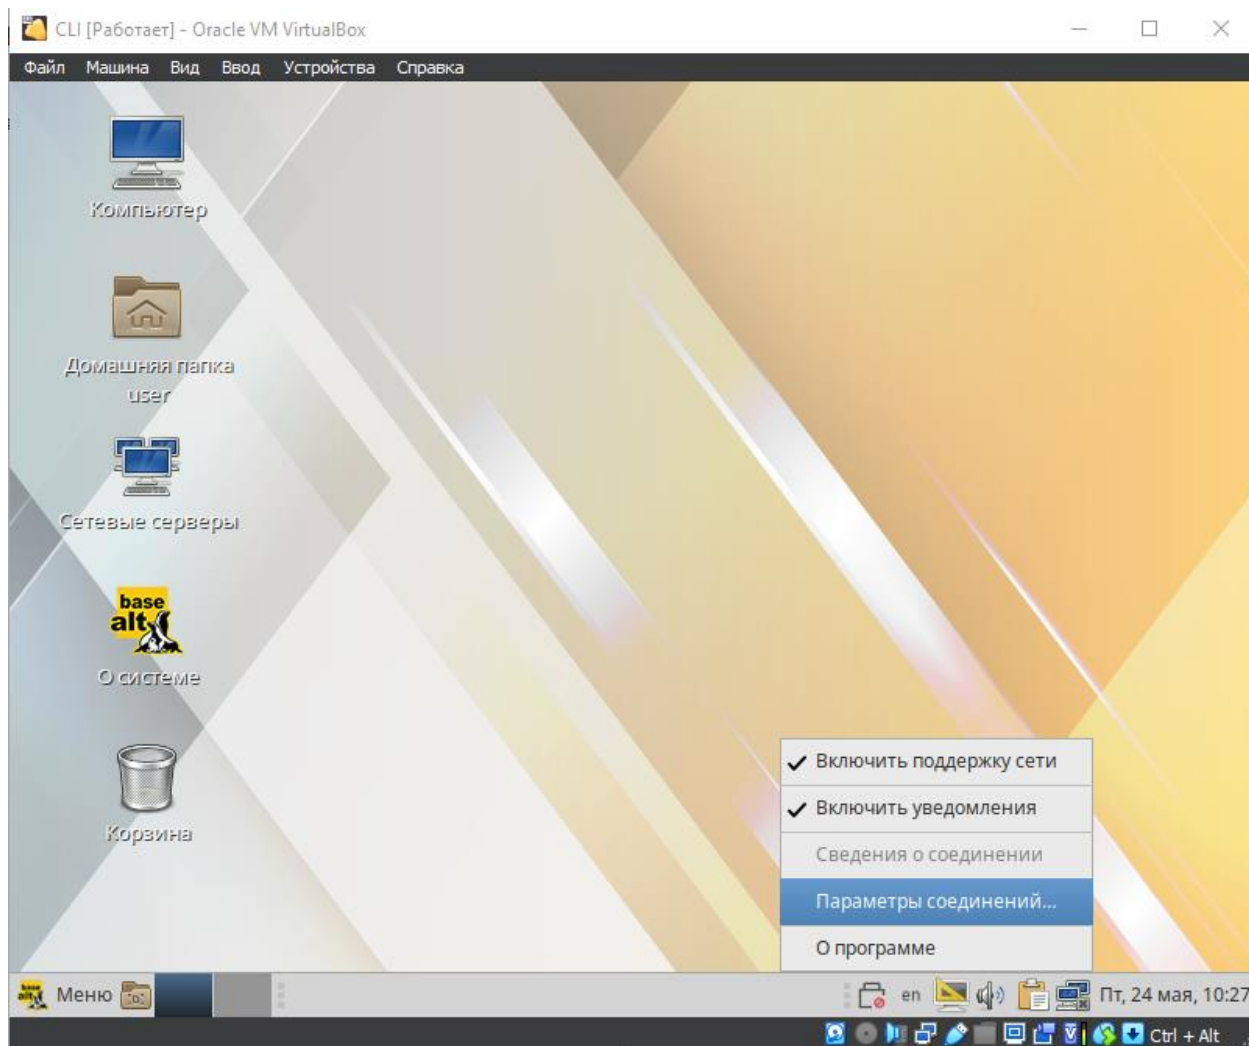 CLI [Работает] - Oracle VM VirtualBox
Файл Машина Вид Ввод Устройства Справка
Компьютер
Домашняя папка
user
Сетевые серверы
base
alt
О системе
Корзина
Включить поддержку сети
Включить уведомления
Сведения о соединении
Параметры соединений...
О программе
base
alt
Меню
en
Пт, 24 мая, 10:27
Ctrl + Alt